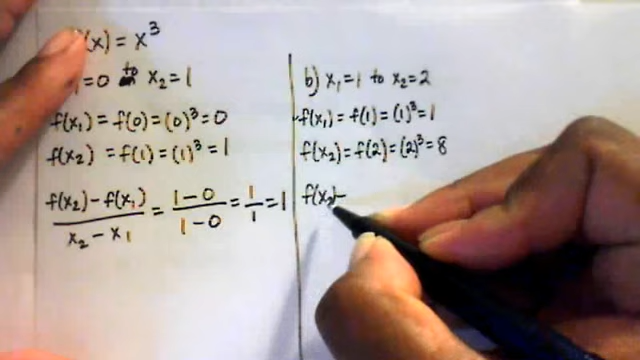 (x) = x³
=0 to x₂ = 1
f(x₁) = f(0) = (0)³ = 0
f(x₂) = f(1) = (1)³ = 1
f(x₂) − f(x₁) / x₂ − x₁ = 1 − 0 / 1 − 0 = 1/1 = 1
b) x₁ = 1 to x₂ = 2
f(x₁) = f(1) = (1)³ = 1
f(x₂) = f(2) = (2)³ = 8
f(x₂) −